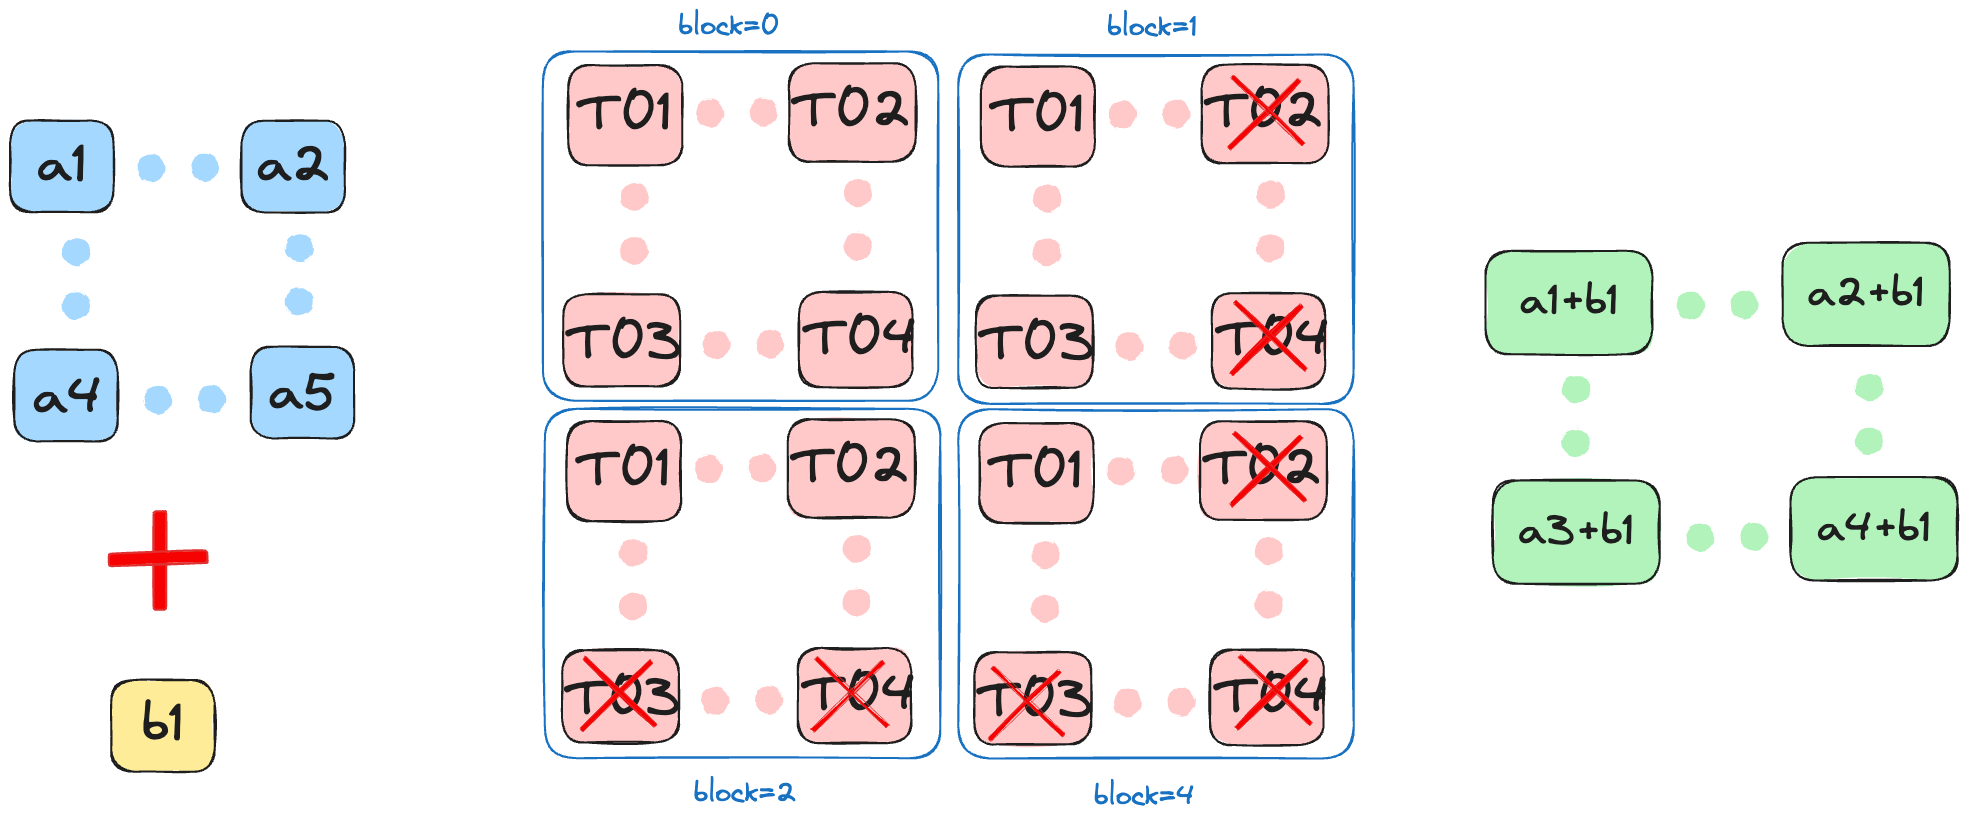 a1
a2
a4
a5
b1
block=0
T01
T02
T03
T04
block=1
T01
T02
T03
T04
T01
T02
T03
T04
block=2
T01
T02
T03
T04
block=4
a1+b1
a2+b1
a3+b1
a4+b1